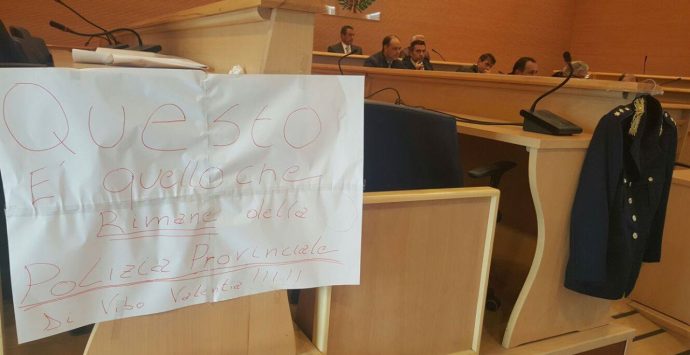 Questo
E' quello che
Rimane della
Polizia Provinciale
Di Vibo Valentia !!!!!